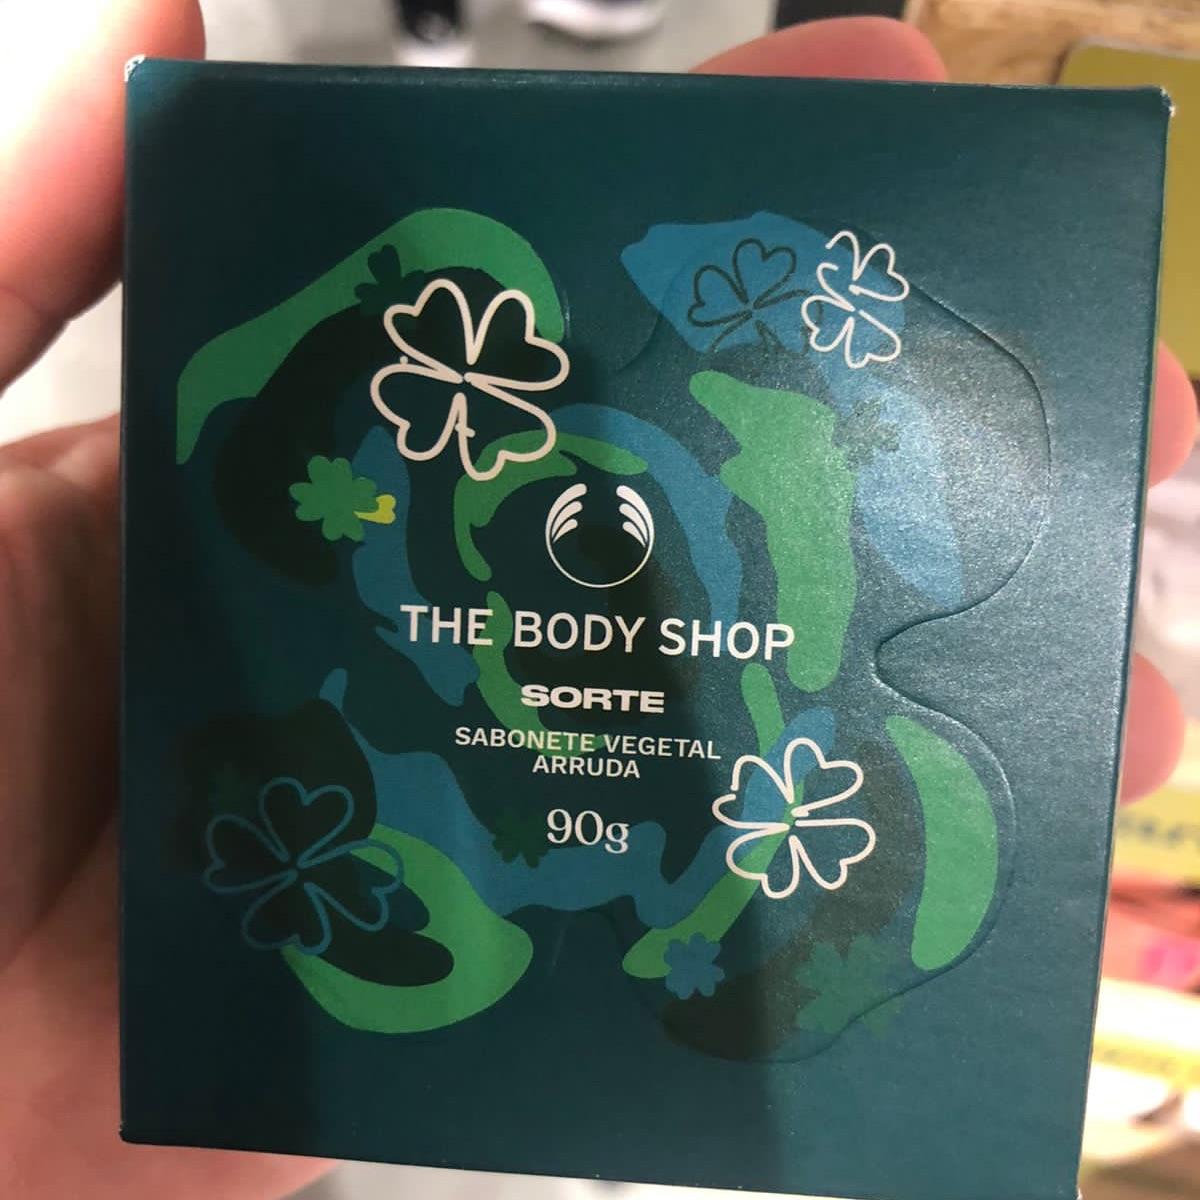 THE BODY SHOP
SORTE
SABONETE VEGETAL
ARRUDA
90g